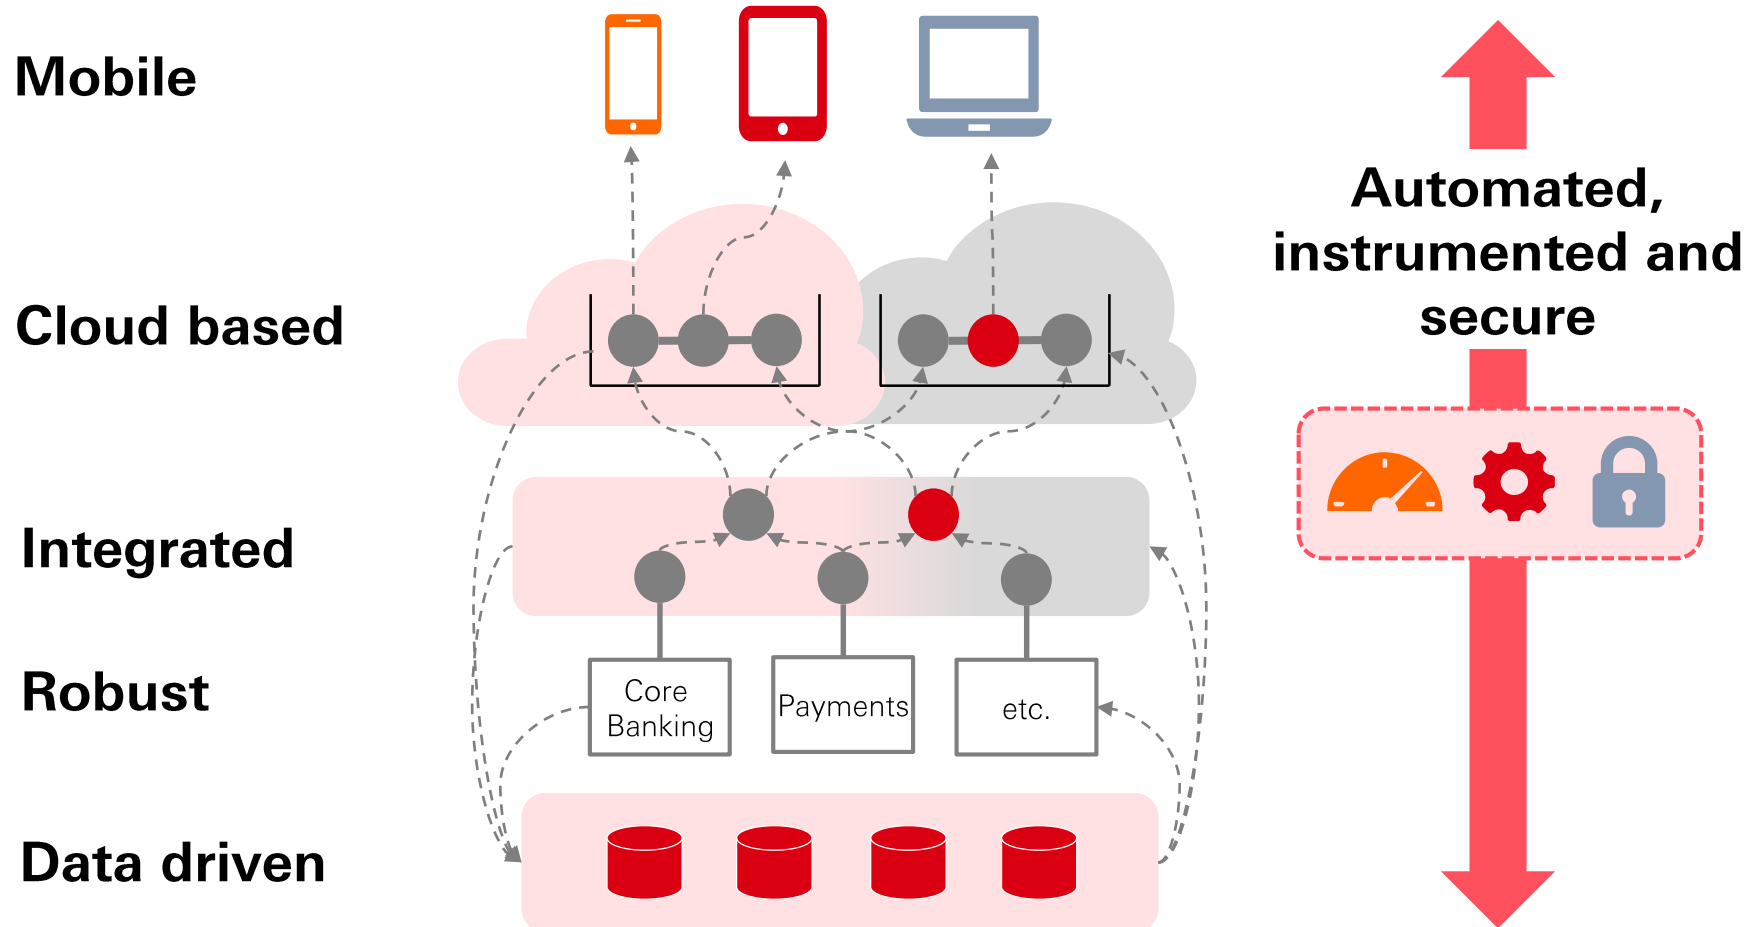 Mobile
Automated,
instrumented and
secure
Cloud based
Integrated
Robust
Core
Banking
Payments
etc.
Data driven